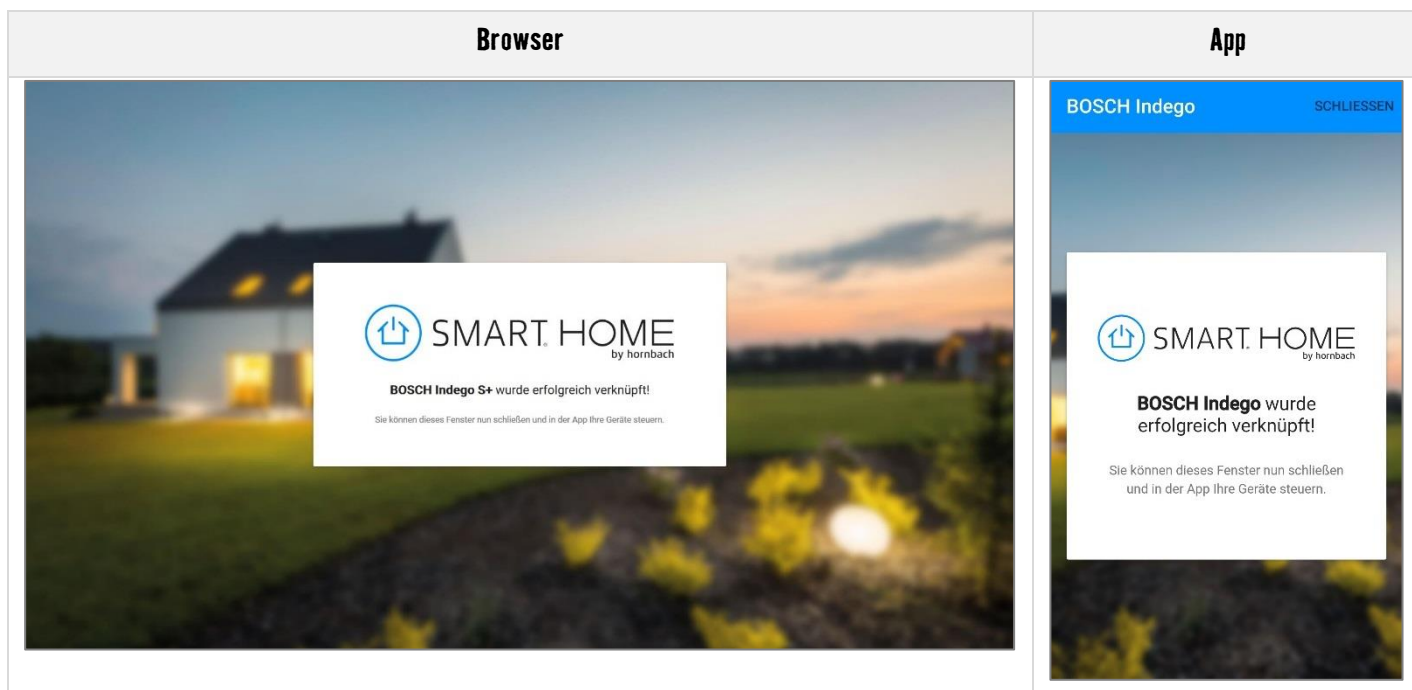 Browser
App
SMART HOME
by hornbach
BOSCH Indego S+ wurde erfolgreich verknüpft!
Sie können dieses Fenster nun schließen und in der App Ihre Geräte steuern.
BOSCH Indego
SCHLIESSEN
SMART HOME
by hornbach
BOSCH Indego wurde
erfolgreich verknüpft!
Sie können dieses Fenster nun schließen
und in der App Ihre Geräte steuern.